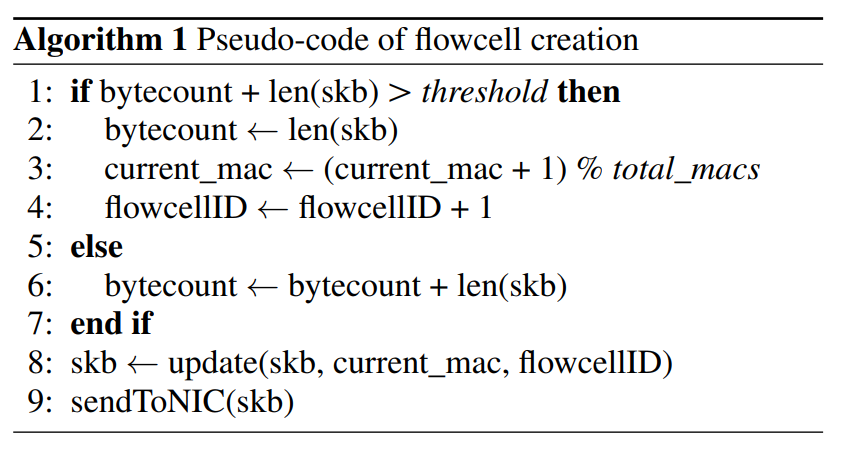 Algorithm 1 Pseudo-code of flowcell creation
1: if bytecount + len(skb) > threshold then
2: bytecount ← len(skb)
3: current_mac ← (current_mac + 1) % total_macs
4: flowcellID ← flowcellID + 1
5: else
6: bytecount ← bytecount + len(skb)
7: end if
8: skb ← update(skb, current_mac, flowcellID)
9: sendToNIC(skb)